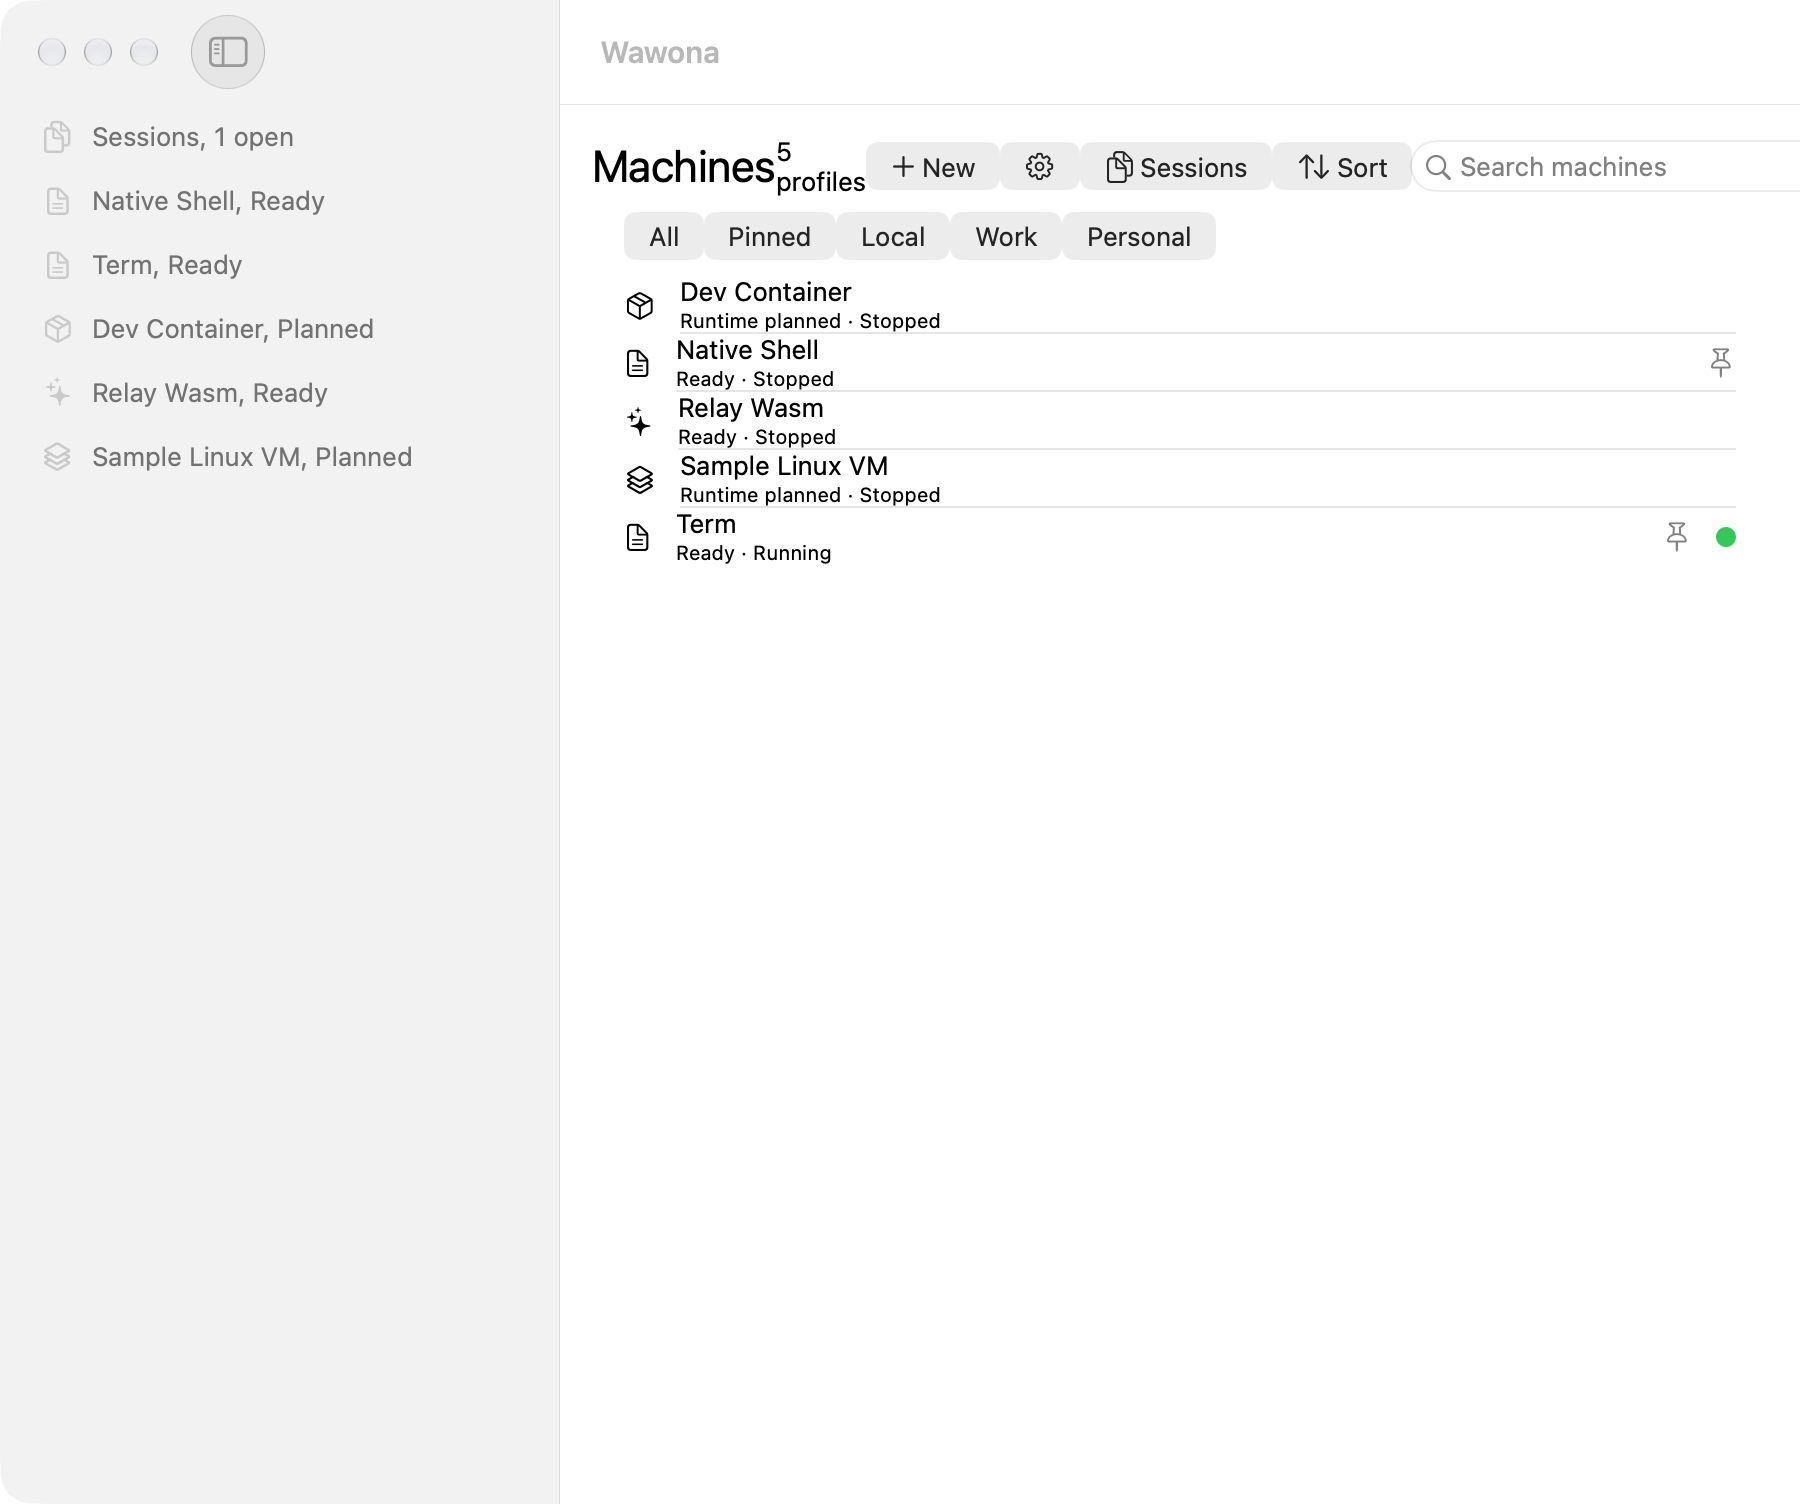 Wawona
Sessions, 1 open
Native Shell, Ready
Term, Ready
Dev Container, Planned
Relay Wasm, Ready
Sample Linux VM, Planned
Machines
5
profiles
New
Sessions
Sort
Search machines
All
Pinned
Local
Work
Personal
Dev Container
Runtime planned · Stopped
Native Shell
Ready · Stopped
Relay Wasm
Ready · Stopped
Sample Linux VM
Runtime planned · Stopped
Term
Ready · Running